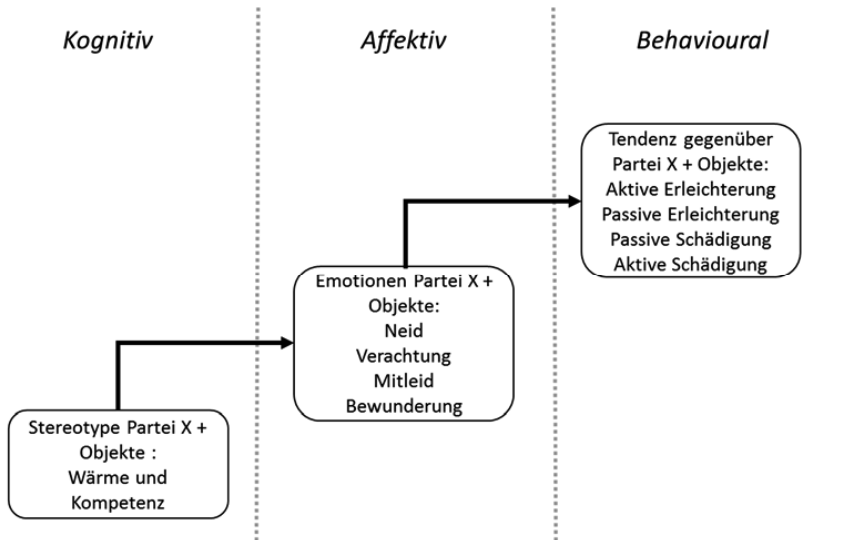 Kognitiv
Affektiv
Behavioural
Tendenz gegenüber
Partei X + Objekte:
Aktive Erleichterung
Passive Erleichterung
Passive Schädigung
Aktive Schädigung
Emotionen Partei X +
Objekte:
Neid
Verachtung
Mitleid
Bewunderung
Stereotype Partei X +
Objekte :
Wärme und
Kompetenz